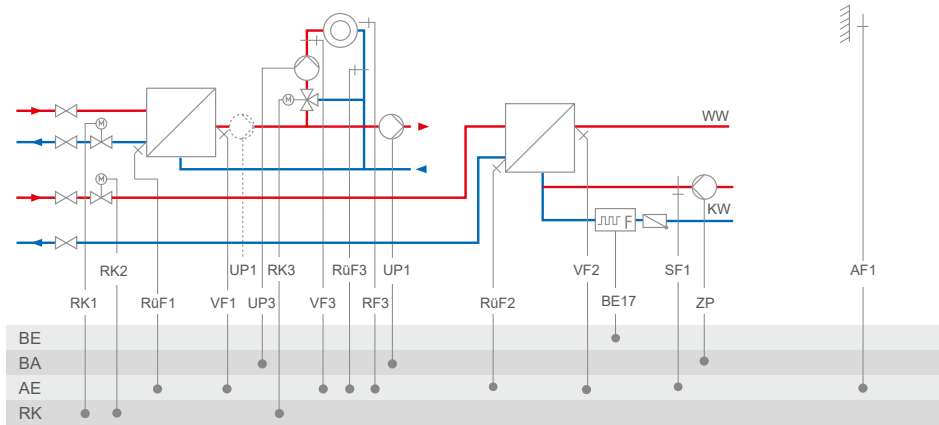 WW
M
KW
M
F
M
UP1
RK3
RüF3
UP1
VF2
SF1
AF1
RK2
RK1
RüF1
VF1
UP3
VF3
RF3
RüF2
BE17
ZP
BE
BA
AE
RK